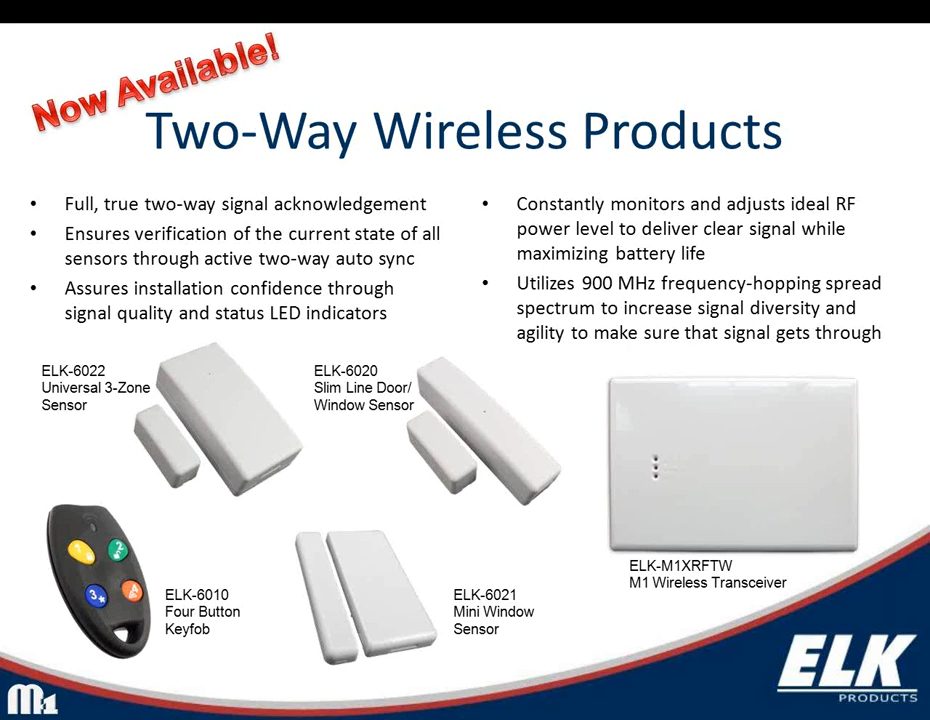 Now Available!
Two-Way Wireless Products
• Full, true two-way signal acknowledgement
• Ensures verification of the current state of all
sensors through active two-way auto sync
• Assures installation confidence through
signal quality and status LED indicators
• Constantly monitors and adjusts ideal RF
power level to deliver clear signal while
maximizing battery life
• Utilizes 900 MHz frequency-hopping spread
spectrum to increase signal diversity and
agility to make sure that signal gets through
ELK-6022
Universal 3-Zone
Sensor
ELK-6020
Slim Line Door/
Window Sensor
ELK-M1XRFTW
M1 Wireless Transceiver
1
2
3
4
ELK-6010
Four Button
Keyfob
ELK-6021
Mini Window
Sensor
M1
ELK
PRODUCTS